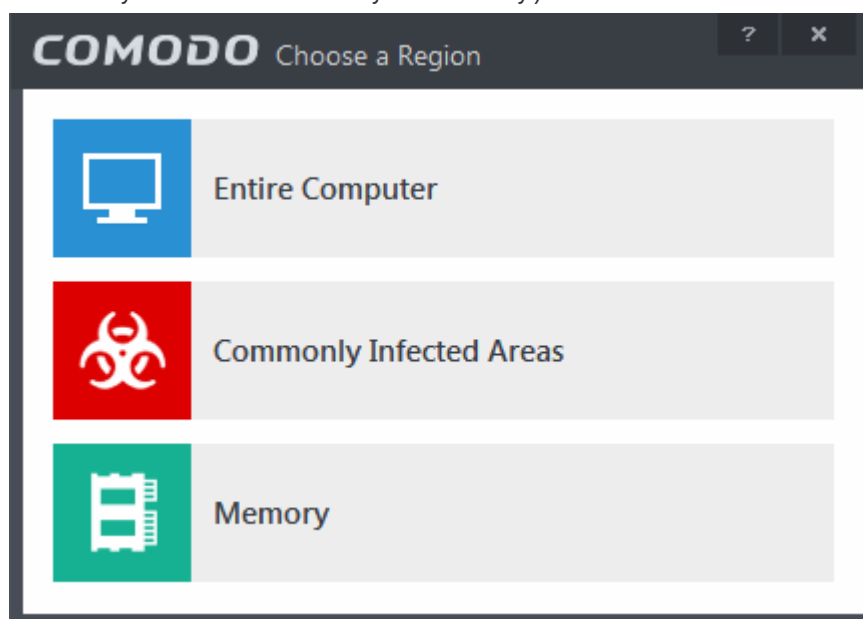 COMODO Choose a Region ? ×
Entire Computer
Commonly Infected Areas
Memory